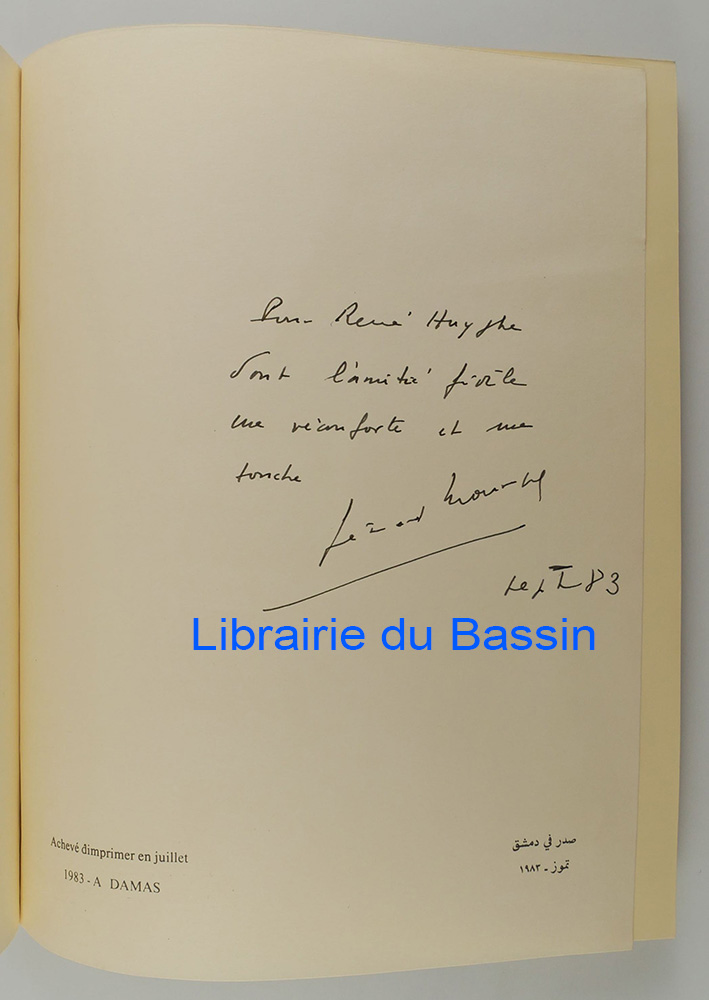 Pour René Huyghe
dont l'amitié fidèle
me réconforte et me
touche
Gérard
Sept 83
Librairie du Bassin
Achevé dimprimer en juillet
1983 - A DAMAS
صدر في دمشق
تموز ـ ١٩٨٣